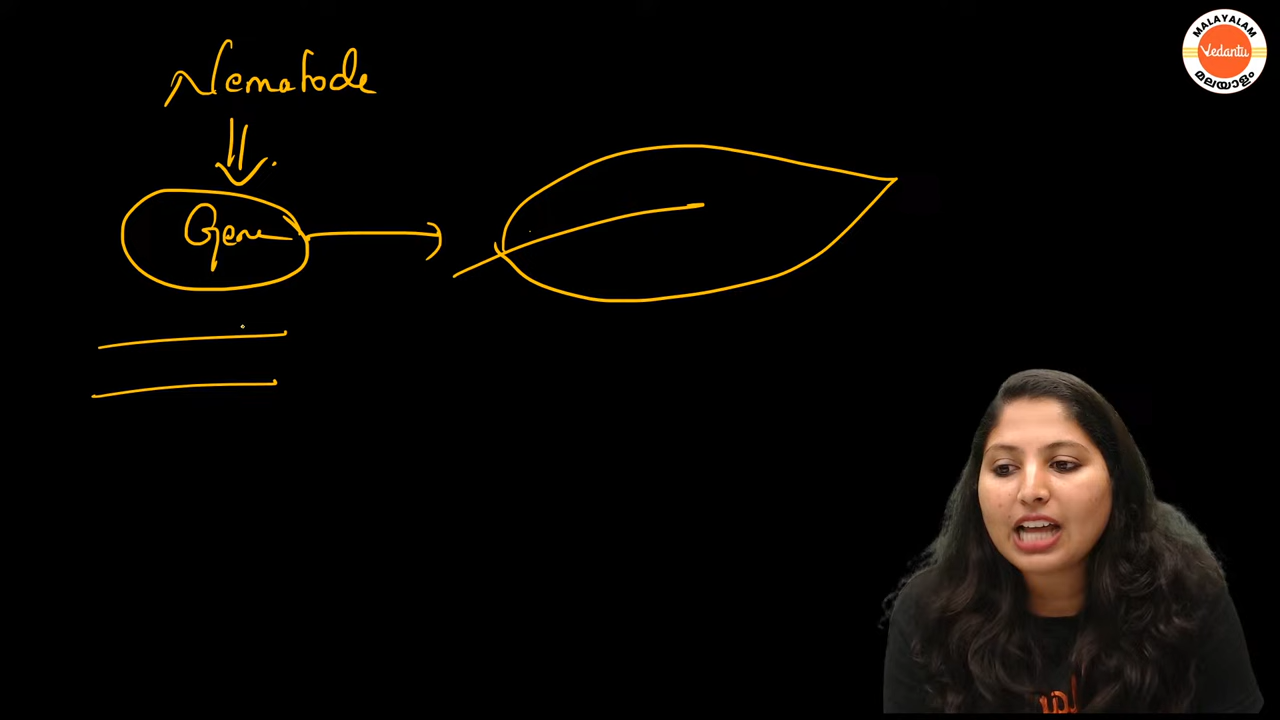 MALAYALAM
Vedantu
മലയാളം
Nematode
Gene